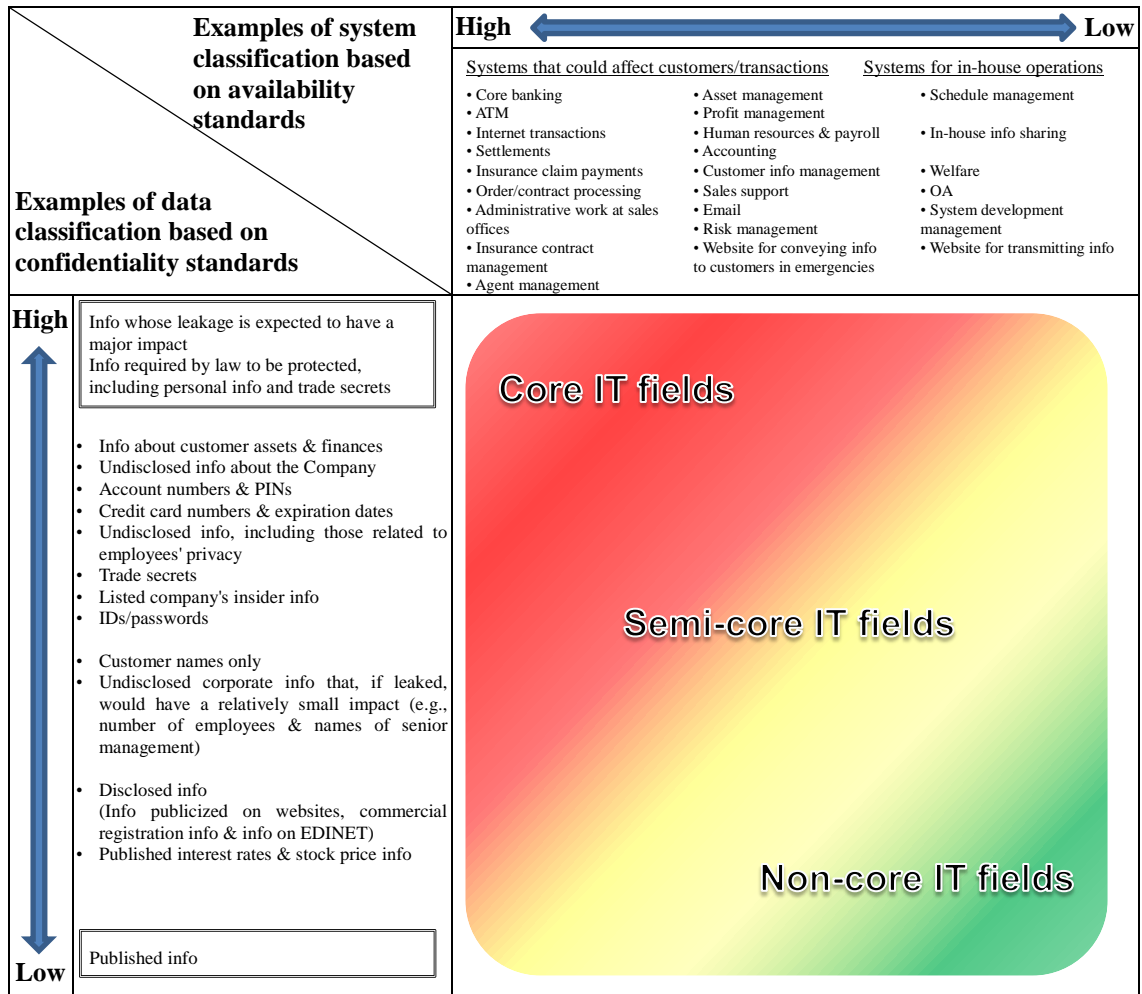 Examples of system
classification based
on availability
standards
Examples of data
classification based on
confidentiality standards
High
Low
Systems that could affect customers/transactions
Systems for in-house operations
• Core banking
• ATM
• Internet transactions
• Settlements
• Insurance claim payments
• Order/contract processing
• Administrative work at sales
offices
• Insurance contract
management
• Agent management
• Asset management
• Profit management
• Human resources & payroll
• Accounting
• Customer info management
• Sales support
• Email
• Risk management
• Website for conveying info
to customers in emergencies
• Schedule management
• In-house info sharing
• Welfare
• OA
• System development
management
• Website for transmitting info
High
Low
Info whose leakage is expected to have a
major impact
Info required by law to be protected,
including personal info and trade secrets
• Info about customer assets & finances
• Undisclosed info about the Company
• Account numbers & PINs
• Credit card numbers & expiration dates
• Undisclosed info, including those related to
employees' privacy
• Trade secrets
• Listed company's insider info
• IDs/passwords
• Customer names only
• Undisclosed corporate info that, if leaked,
would have a relatively small impact (e.g.,
number of employees & names of senior
management)
• Disclosed info
(Info publicized on websites, commercial
registration info & info on EDINET)
• Published interest rates & stock price info
Published info
Core IT fields
Semi-core IT fields
Non-core IT fields